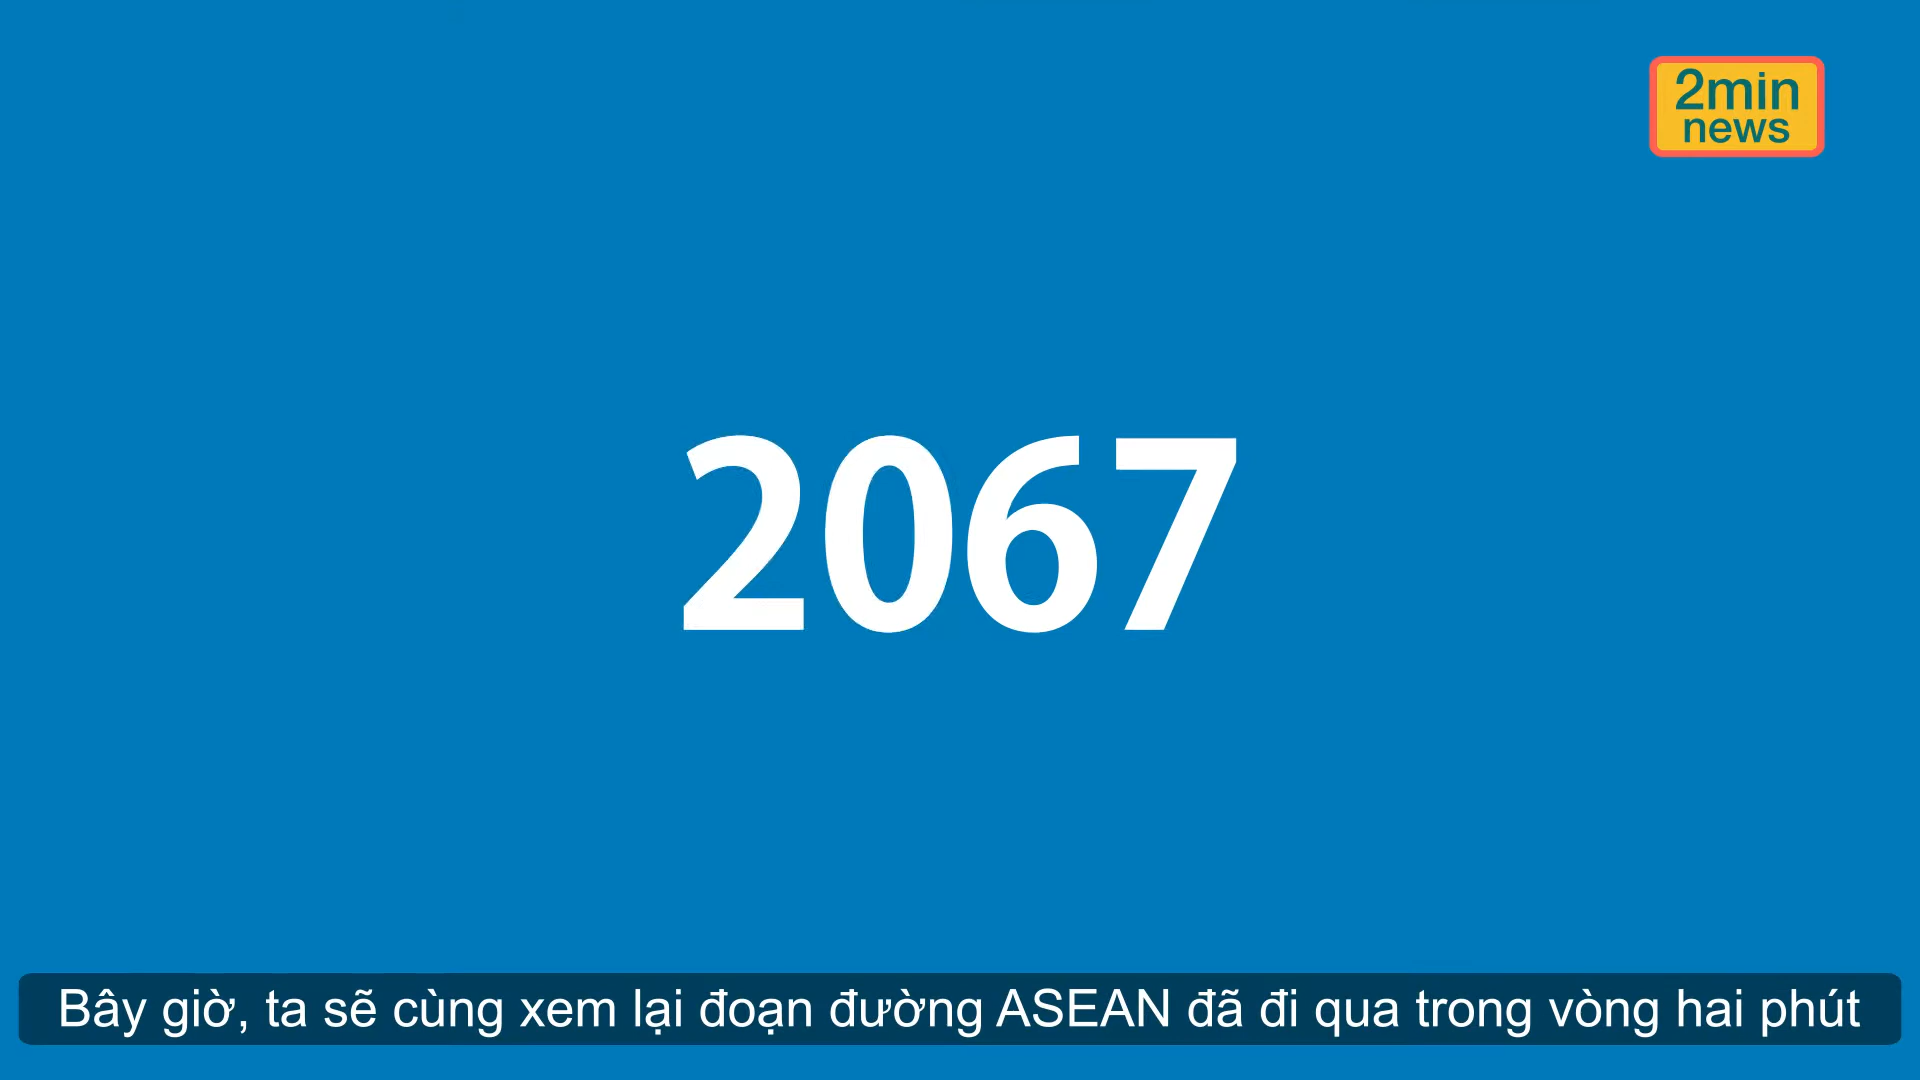 2min
news
2067
Bây giờ, ta sẽ cùng xem lại đoạn đường ASEAN đã đi qua trong vòng hai phút